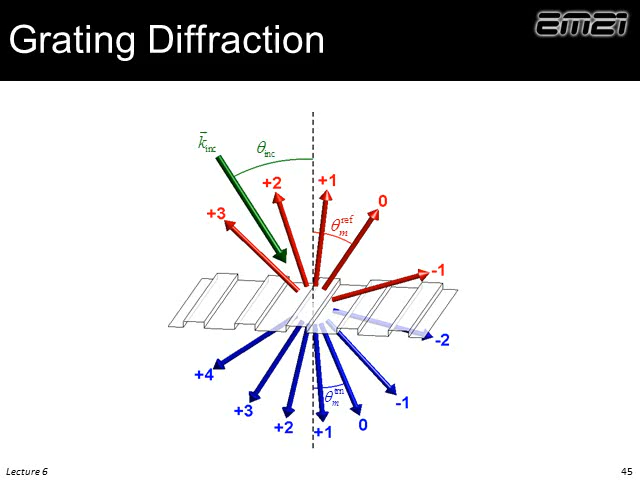 Grating Diffraction
EM21
k⃗inc
θinc
+3
+2
+1
0
θₘʳᵉᶠ
-1
-2
+4
+3
+2
+1
0
-1
θₘᵗʳⁿ
Lecture 6
45